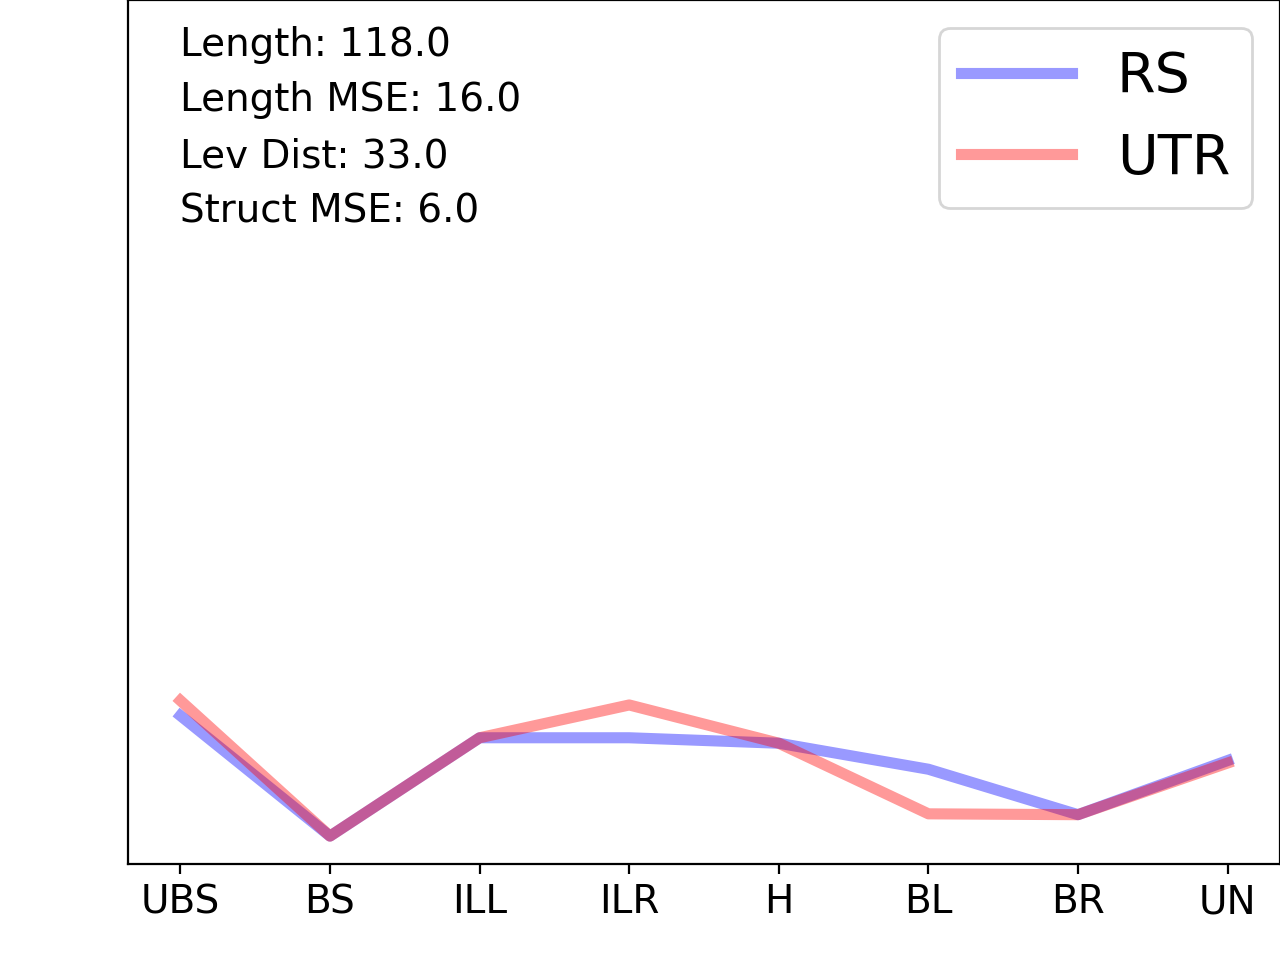 Length: 118.0
Length MSE: 16.0
Lev Dist: 33.0
Struct MSE: 6.0
RS
UTR
UBS BS ILL ILR H BL BR UN